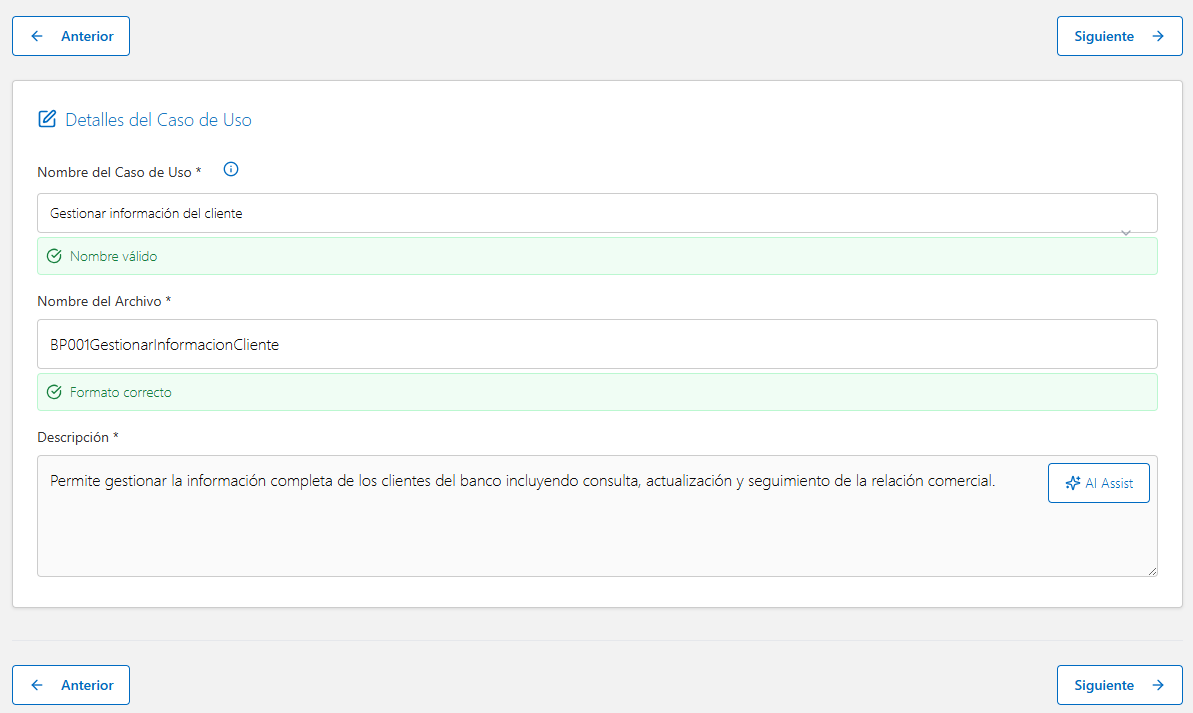 Anterior
Siguiente
Detalles del Caso de Uso
Nombre del Caso de Uso *
Gestionar información del cliente
Nombre válido
Nombre del Archivo *
BP001GestionarInformacionCliente
Formato correcto
Descripción *
Permite gestionar la información completa de los clientes del banco incluyendo consulta, actualización y seguimiento de la relación comercial.
AI Assist
Anterior
Siguiente